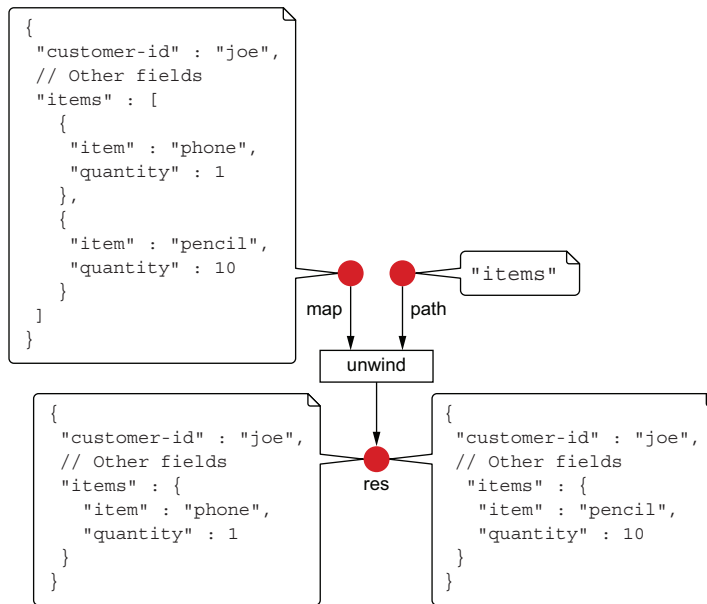 {
"customer-id" : "joe",
// Other fields
"items" : [
{
"item" : "phone",
"quantity" : 1
},
{
"item" : "pencil",
"quantity" : 10
}
]
}
"items"
map
path
unwind
{
"customer-id" : "joe",
// Other fields
"items" : {
"item" : "phone",
"quantity" : 1
}
}
res
{
"customer-id" : "joe",
// Other fields
"items" : {
"item" : "pencil",
"quantity" : 10
}
}